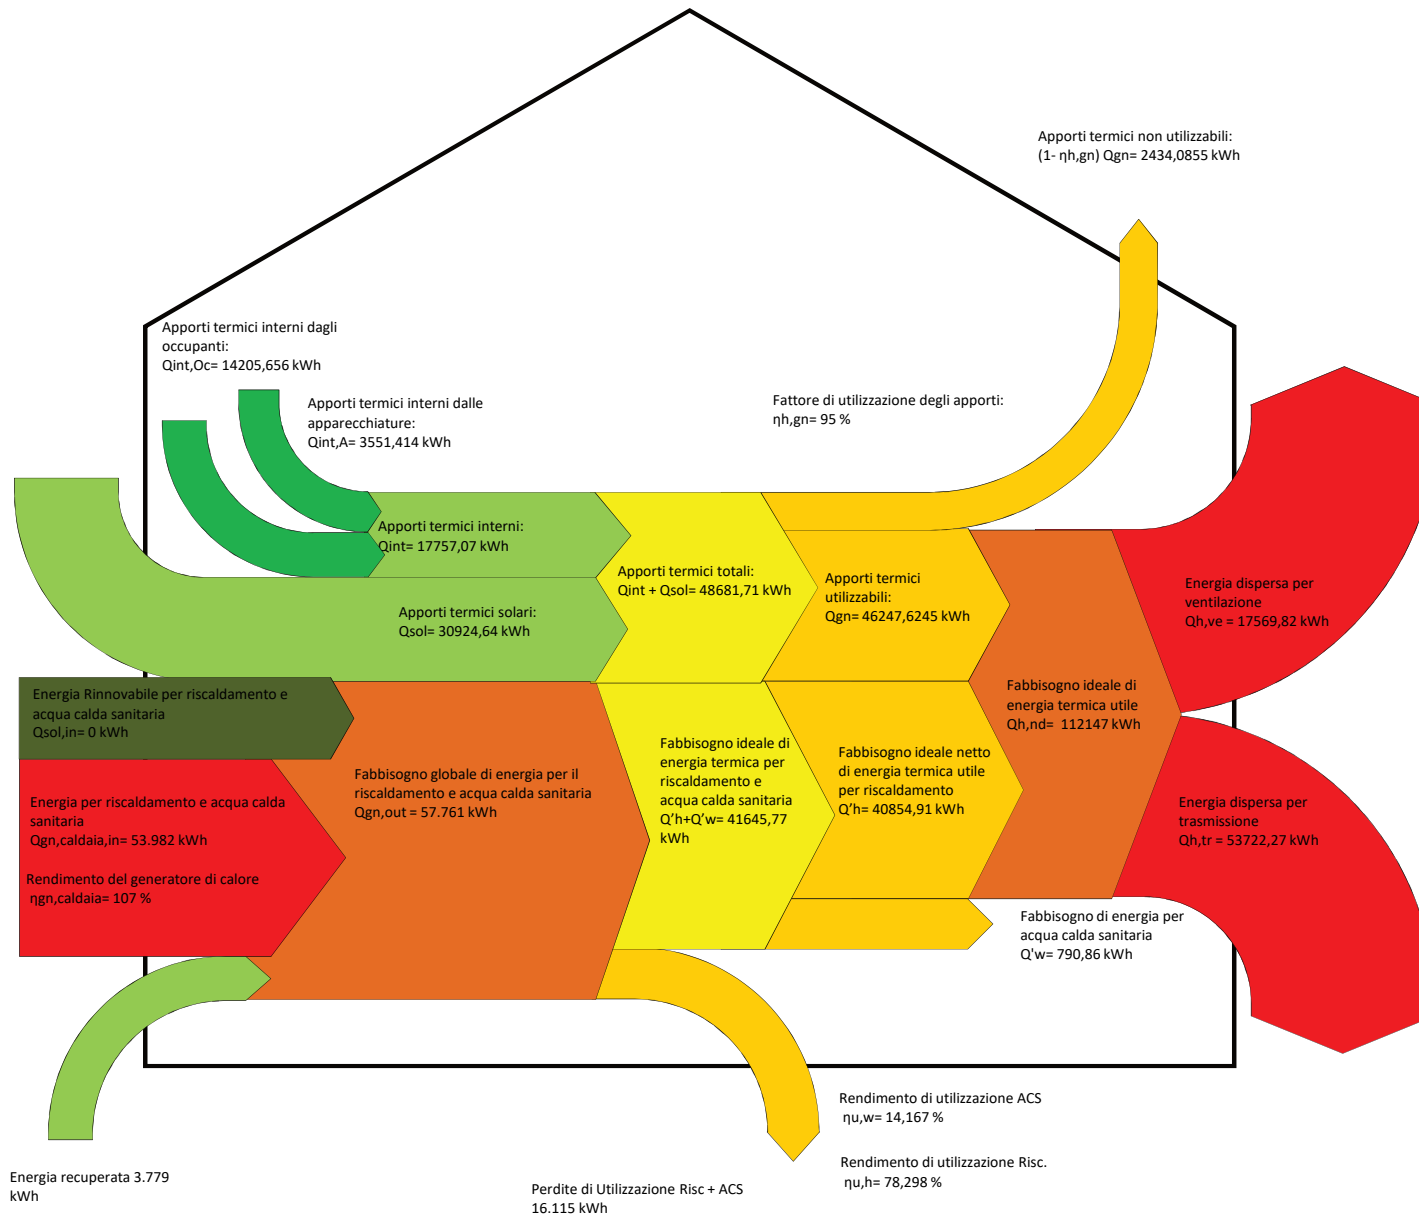 Apporti termici non utilizzabili:
(1- ηh,gn) Qgn= 2434,0855 kWh
Apporti termici interni dagli
occupanti:
Qint,Oc= 14205,656 kWh
Apporti termici interni dalle
apparecchiature:
Qint,A= 3551,414 kWh
Fattore di utilizzazione degli apporti:
ηh,gn= 95 %
Apporti termici interni:
Qint= 17757,07 kWh
Apporti termici totali:
Qint + Qsol= 48681,71 kWh
Apporti termici
utilizzabili:
Qgn= 46247,6245 kWh
Energia dispersa per
ventilazione
Qh,ve = 17569,82 kWh
Apporti termici solari:
Qsol= 30924,64 kWh
Energia Rinnovabile per riscaldamento e
acqua calda sanitaria
Qsol,in= 0 kWh
Fabbisogno ideale di
energia termica utile
Qh,nd=  112147 kWh
Fabbisogno globale di energia per il
riscaldamento e acqua calda sanitaria
Qgn,out = 57.761 kWh
Fabbisogno ideale di
energia termica per
riscaldamento e
acqua calda sanitaria
Q’h+Q’w= 41645,77
kWh
Fabbisogno ideale netto
di energia termica utile
per riscaldamento
Q’h= 40854,91 kWh
Energia per riscaldamento e acqua calda
sanitaria
Qgn,caldaia,in= 53.982 kWh
Rendimento del generatore di calore
ηgn,caldaia= 107 %
Energia dispersa per
trasmissione
Qh,tr = 53722,27 kWh
Fabbisogno di energia per
acqua calda sanitaria
Q'w= 790,86 kWh
Rendimento di utilizzazione ACS
ηu,w= 14,167 %
Rendimento di utilizzazione Risc.
ηu,h= 78,298 %
Energia recuperata 3.779
kWh
Perdite di Utilizzazione Risc + ACS
16.115 kWh